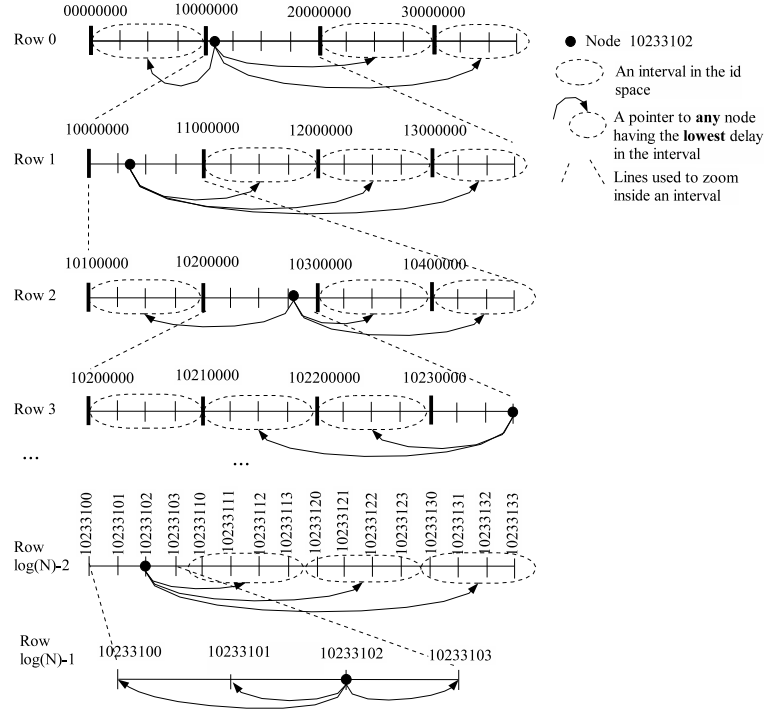 00000000 10000000 20000000 30000000
Row 0
Node 10233102
An interval in the id
space
A pointer to any node
having the lowest delay
in the interval
Lines used to zoom
inside an interval
10000000 11000000 12000000 13000000
Row 1
10100000 10200000 10300000 10400000
Row 2
10200000 10210000 102200000 10230000
Row 3
... ...
10233100 10233101 10233102 10233103 10233110 10233111 10233112 10233113 10233120 10233121 10233122 10233123 10233130 10233131 10233132 10233133
Row
log(N)-2
Row
log(N)-1
10233100 10233101 10233102 10233103